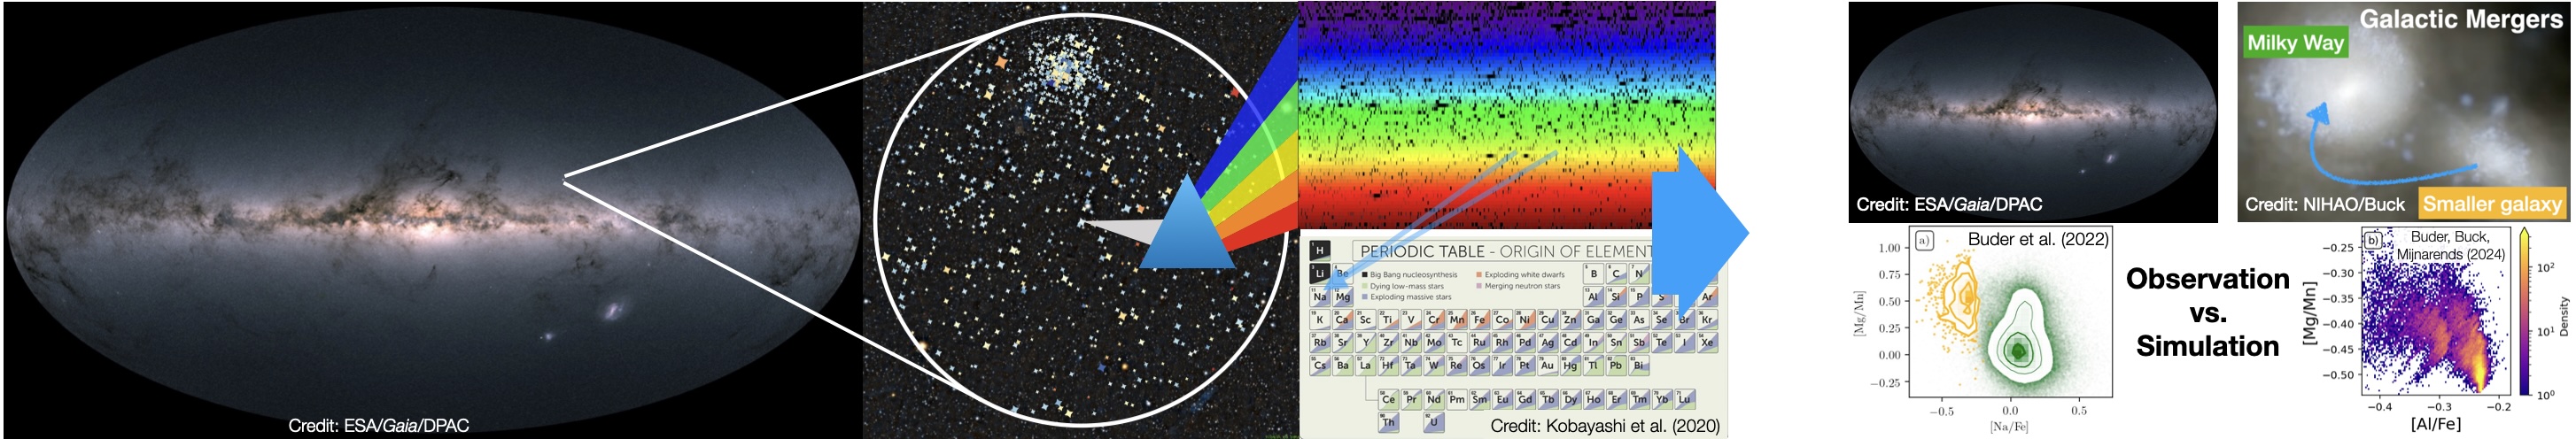 Credit: ESA/Gaia/DPAC
PERIODIC TABLE - ORIGIN OF ELEMENT
Big Bang nucleosynthesis
Dying low-mass stars
Exploding massive stars
Exploding white dwarfs
Merging neutron stars
H
Li Be B C N
Na Mg Al Si P S Ar
K Ca Sc Ti V Cr Mn Fe Co Ni Cu Zn Ga Ge As Se Br Kr
Rb Sr Y Zr Nb Mo Tc Ru Rh Pd Ag Cd In Sn Sb Te I Xe
Cs Ba La Hf Ta W Re Os Ir Pt Au Hg Tl Pb Bi
Ce Pr Nd Pm Sm Eu Gd Tb Dy Ho Er Tm Yb Lu
Th U
Credit: Kobayashi et al. (2020)
Credit: ESA/Gaia/DPAC
Galactic Mergers
Milky Way
Credit: NIHAO/Buck
Smaller galaxy
a)
Buder et al. (2022)
1.00
0.75
0.50
0.25
0.00
−0.25
[Mg/Mn]
−0.5 0.0 0.5
[Na/Fe]
Observation
vs.
Simulation
b)
Buder, Buck,
Mijnarends (2024)
−0.25
−0.30
−0.35
−0.40
−0.45
−0.50
[Mg/Mn]
−0.4 −0.3 −0.2
[Al/Fe]
10²
10¹
10⁰
Density